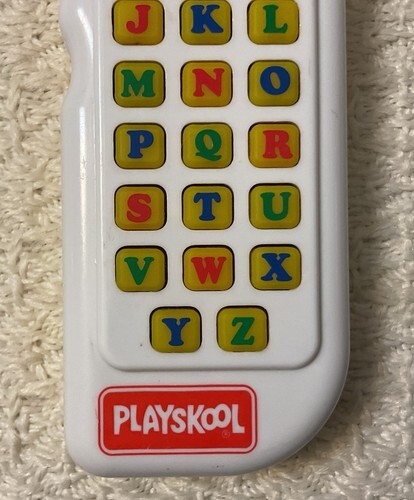 J K L
M N O
P Q R
S T U
V W X
Y Z
PLAYSKOOL